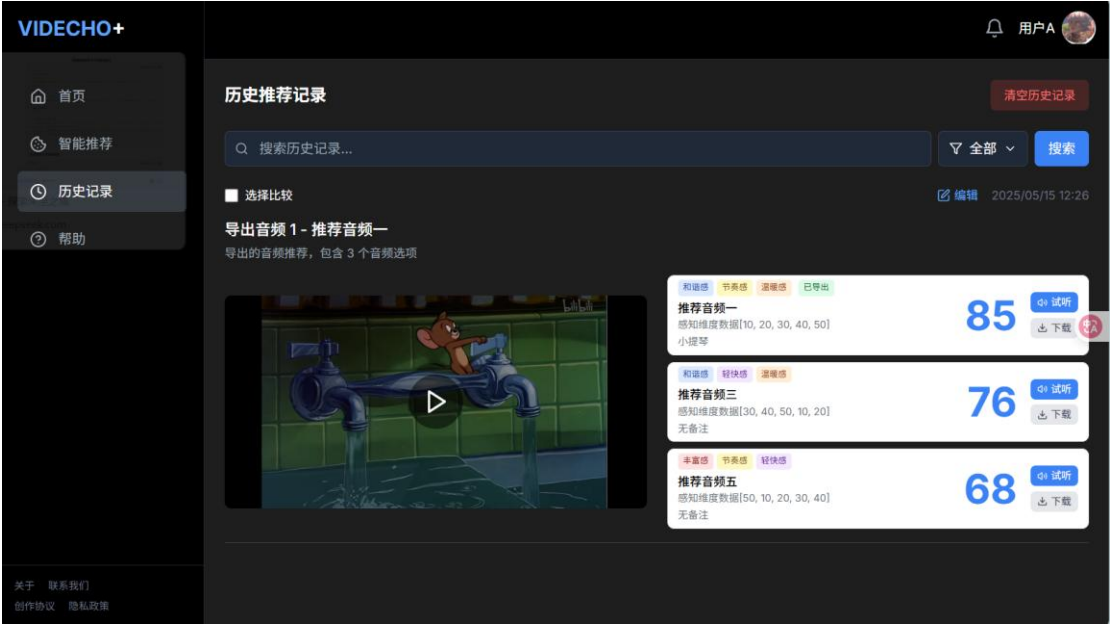 VIDECHO+
用户A
首页
智能推荐
历史记录
帮助
关于 联系我们
创作协议 隐私政策
历史推荐记录
清空历史记录
搜索历史记录...
全部
搜索
选择比较
编辑 2025/05/15 12:26
导出音频 1 - 推荐音频一
导出的音频推荐，包含 3 个音频选项
bilibili
和谐感 节奏感 温暖感 已导出
推荐音频一
感知维度数据[10, 20, 30, 40, 50]
小提琴
85
试听
下载
和谐感 轻快感 温暖感
推荐音频三
感知维度数据[30, 40, 50, 10, 20]
无备注
76
试听
下载
丰富感 节奏感 轻快感
推荐音频五
感知维度数据[50, 10, 20, 30, 40]
无备注
68
试听
下载